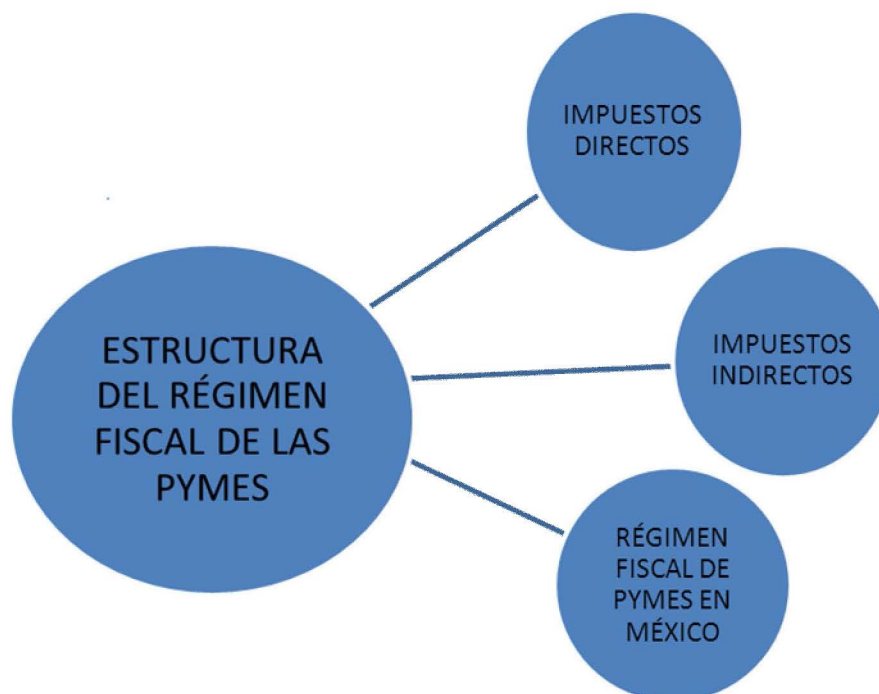 IMPUESTOS
DIRECTOS
ESTRUCTURA
DEL RÉGIMEN
FISCAL DE LAS
PYMES
IMPUESTOS
INDIRECTOS
RÉGIMEN
FISCAL DE
PYMES EN
MÉXICO